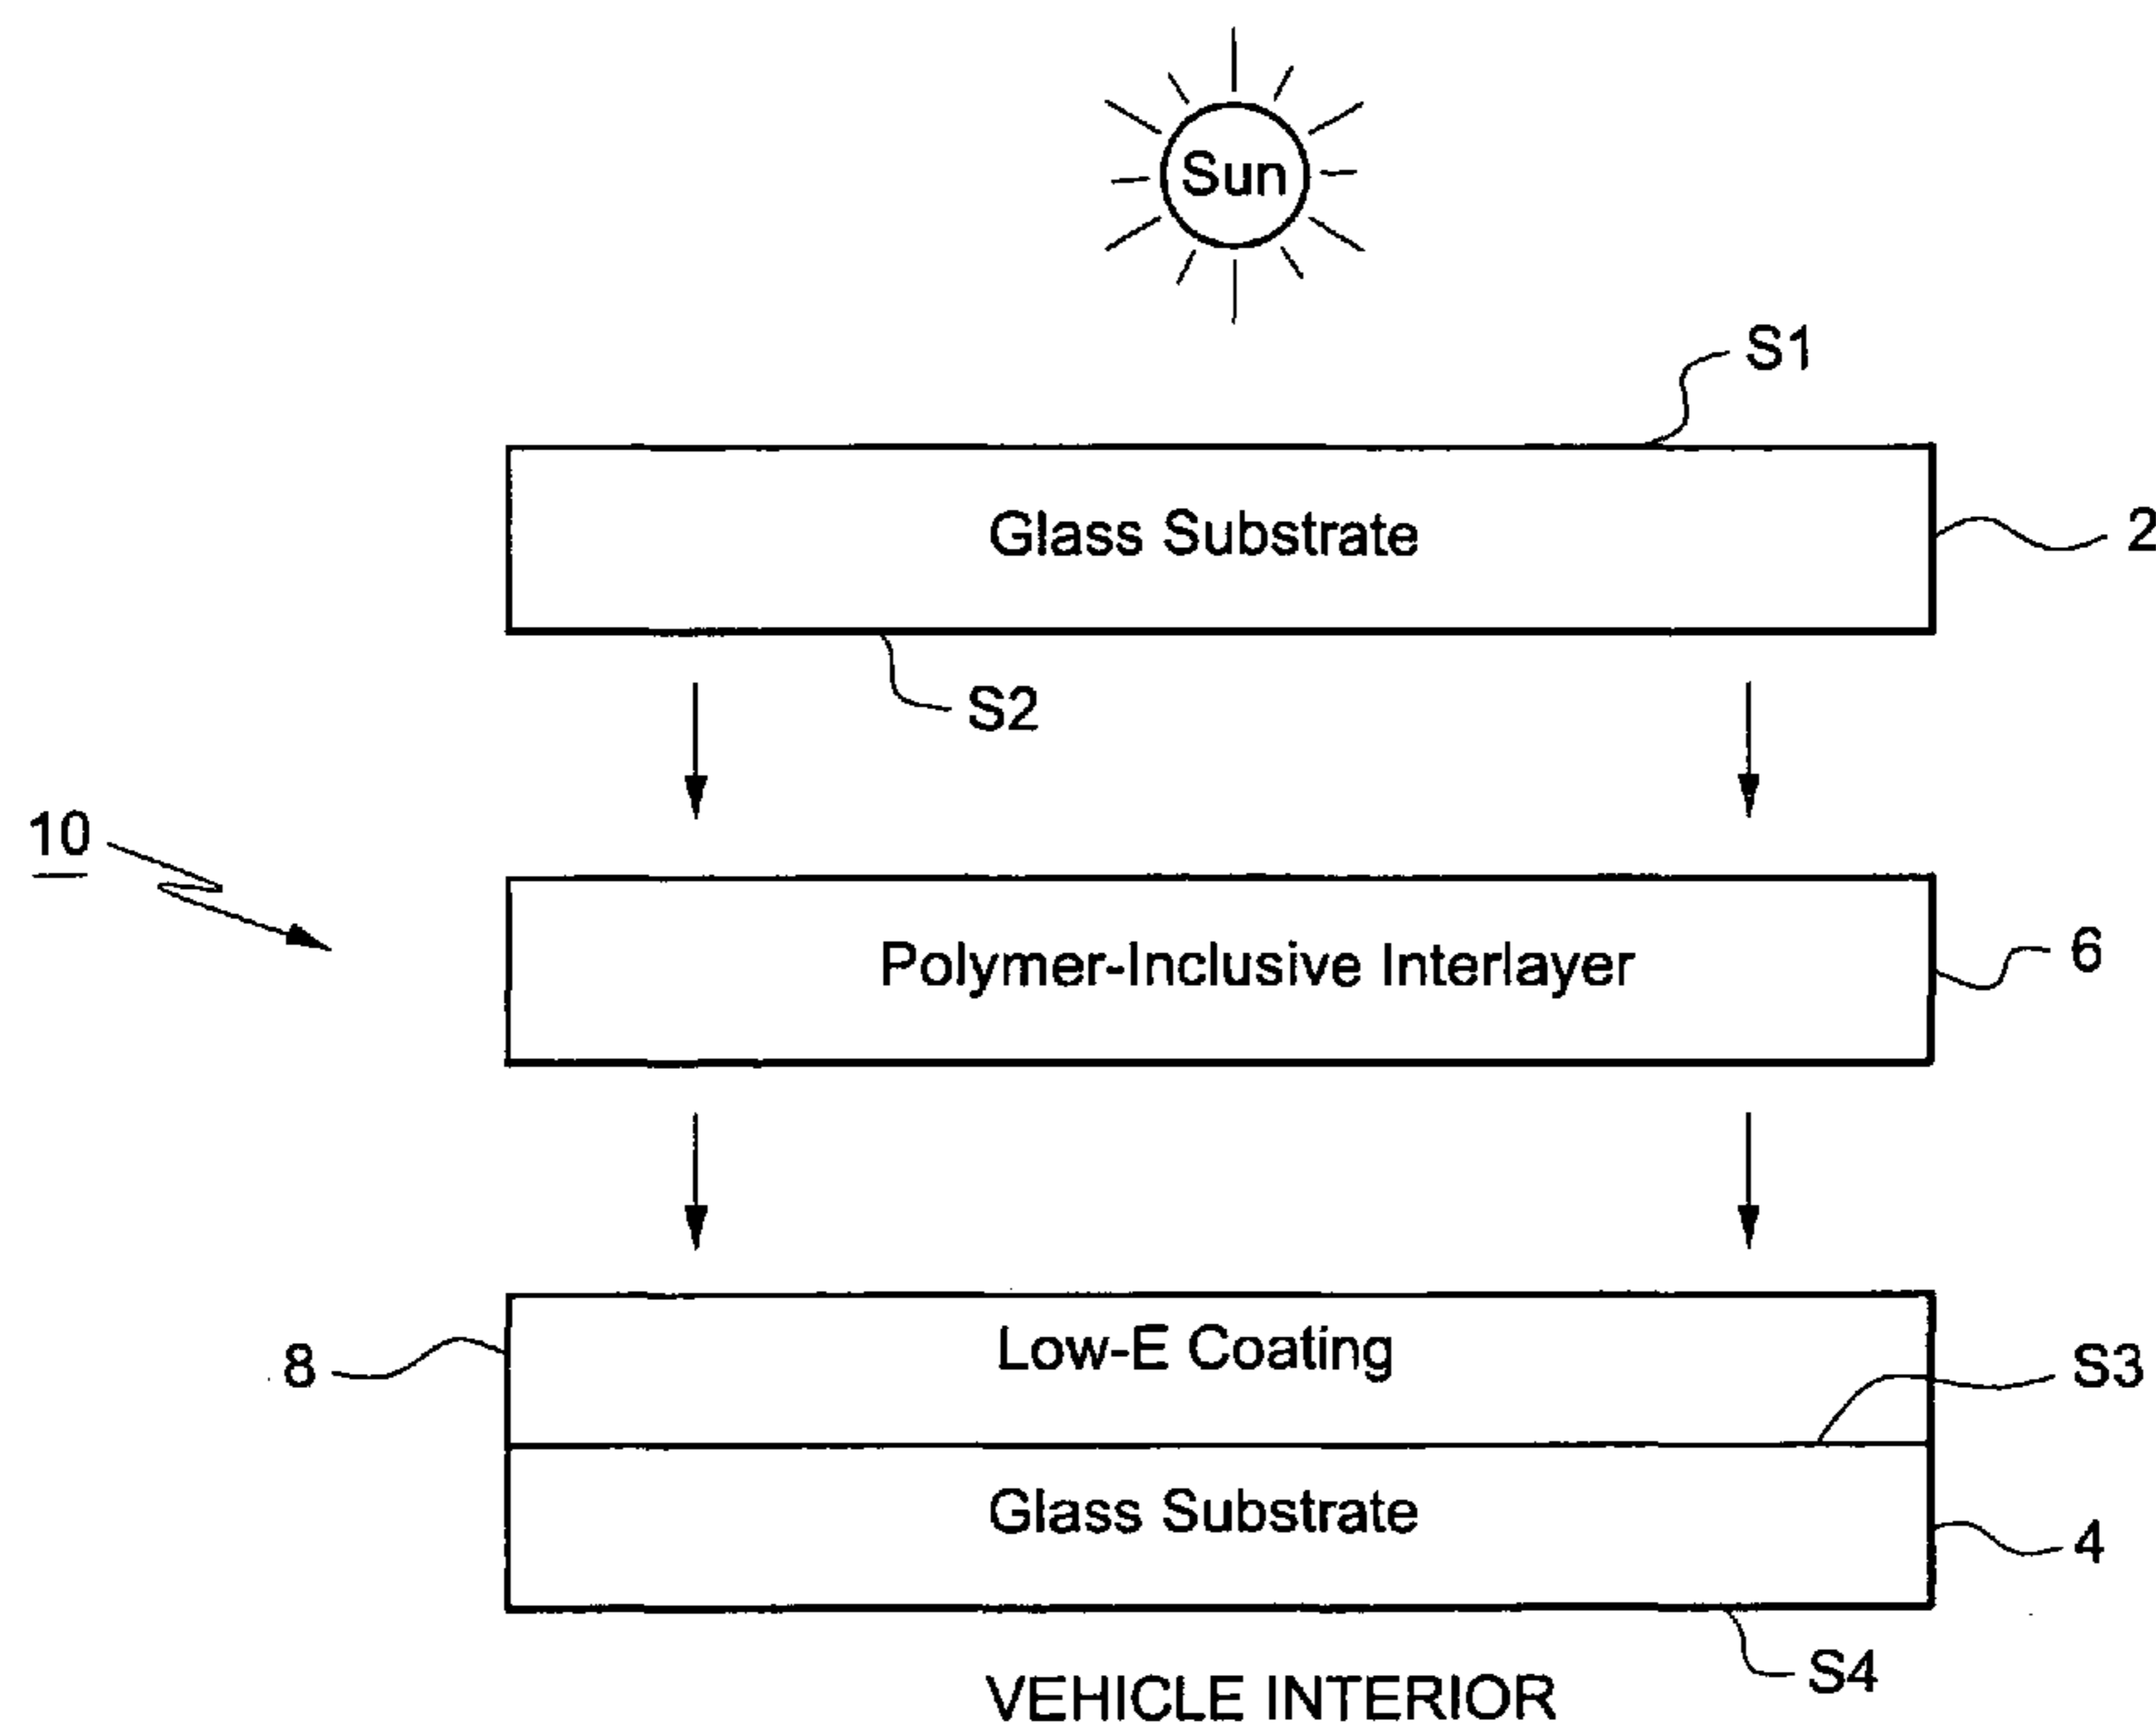 Sun
S1
Glass Substrate
2
S2
10
Polymer-Inclusive Interlayer
6
Low-E Coating
8
S3
Glass Substrate
4
S4
VEHICLE INTERIOR